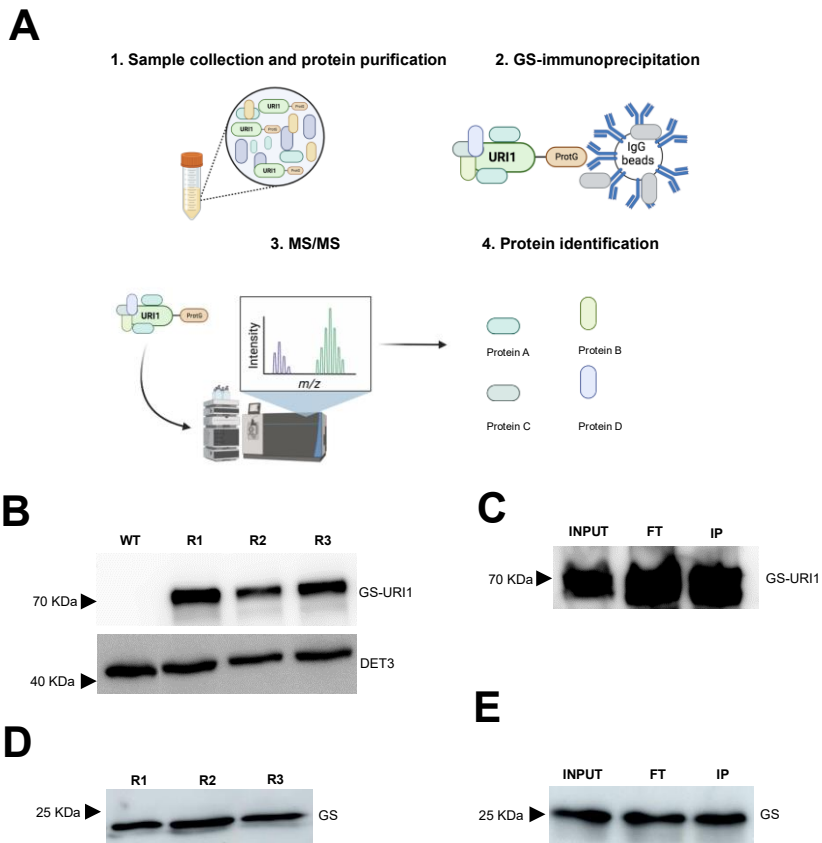 A
1. Sample collection and protein purification
2. GS-immunoprecipitation
URI1
ProtG
URI1
ProtG
URI1
ProtG
URI1
ProtG
IgG
beads
3. MS/MS
4. Protein identification
URI1
ProtG
Intensity
m/z
Protein A
Protein B
Protein C
Protein D
B
WT R1 R2 R3
70 KDa
GS-URI1
40 KDa
DET3
C
INPUT FT IP
70 KDa
GS-URI1
D
R1 R2 R3
25 KDa
GS
E
INPUT FT IP
25 KDa
GS